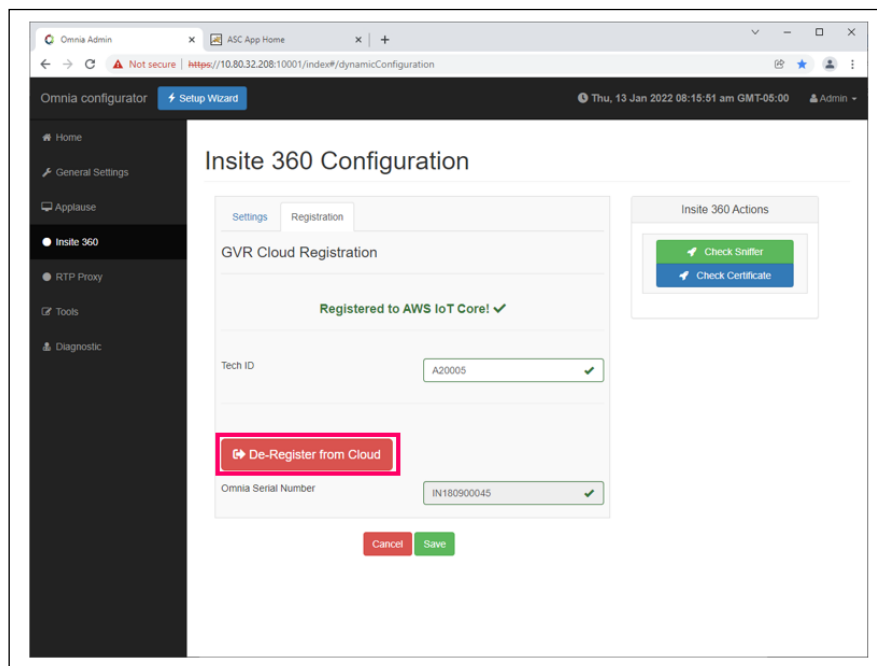 Omnia Admin
ASC App Home
Not secure | https://10.80.32.208:10001/index#/dynamicConfiguration
Omnia configurator
Setup Wizard
Thu, 13 Jan 2022 08:15:51 am GMT-05:00
Admin
Home
General Settings
Applause
Insite 360
RTP Proxy
Tools
Diagnostic
Insite 360 Configuration
Settings
Registration
GVR Cloud Registration
Registered to AWS IoT Core!
Tech ID
A20005
De-Register from Cloud
Omnia Serial Number
IN180900045
Cancel
Save
Insite 360 Actions
Check Sniffer
Check Certificate